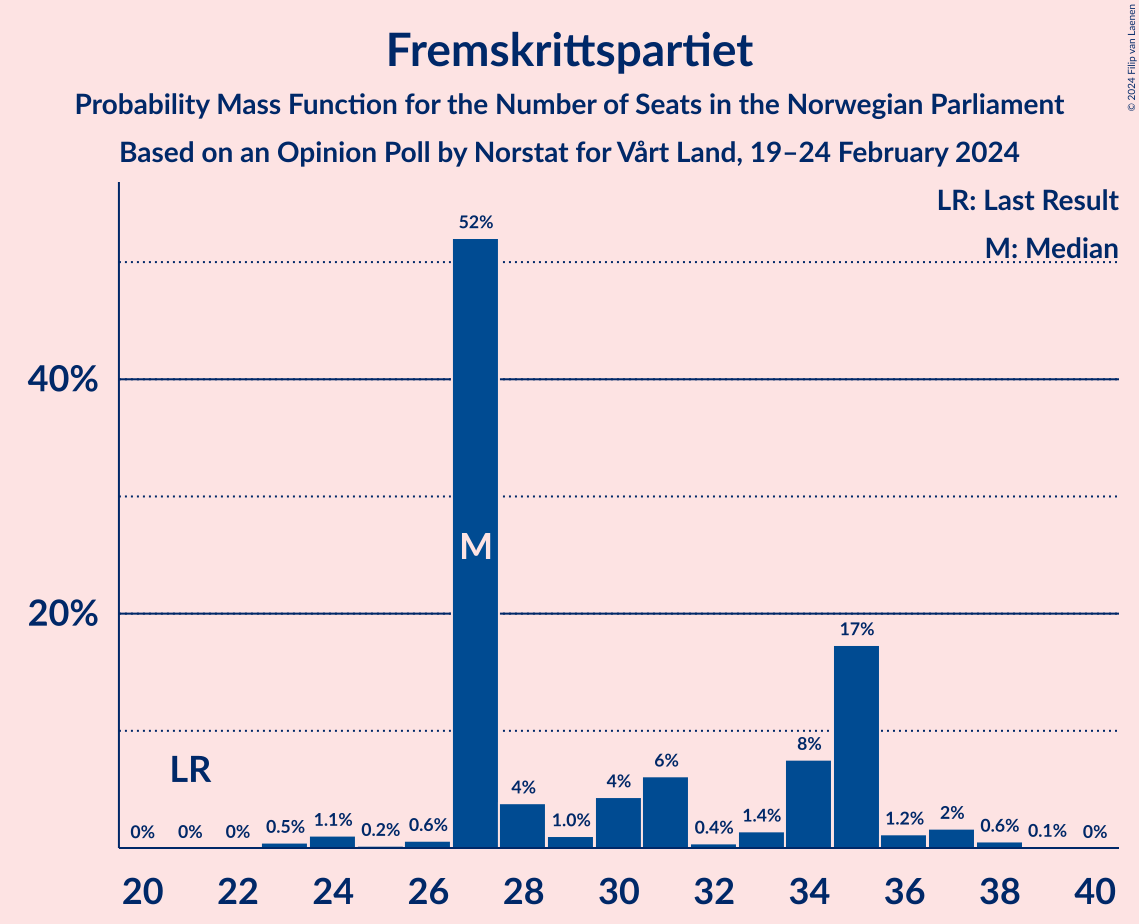 Fremskrittspartiet
Probability Mass Function for the Number of Seats in the Norwegian Parliament
Based on an Opinion Poll by Norstat for Vårt Land, 19–24 February 2024
© 2024 Filip van Laenen
LR: Last Result
M: Median
40%
20%
LR
M
0% 0% 0% 0.5% 1.1% 0.2% 0.6% 52% 4% 1.0% 4% 6% 0.4% 1.4% 8% 17% 1.2% 2% 0.6% 0.1% 0%
20 22 24 26 28 30 32 34 36 38 40